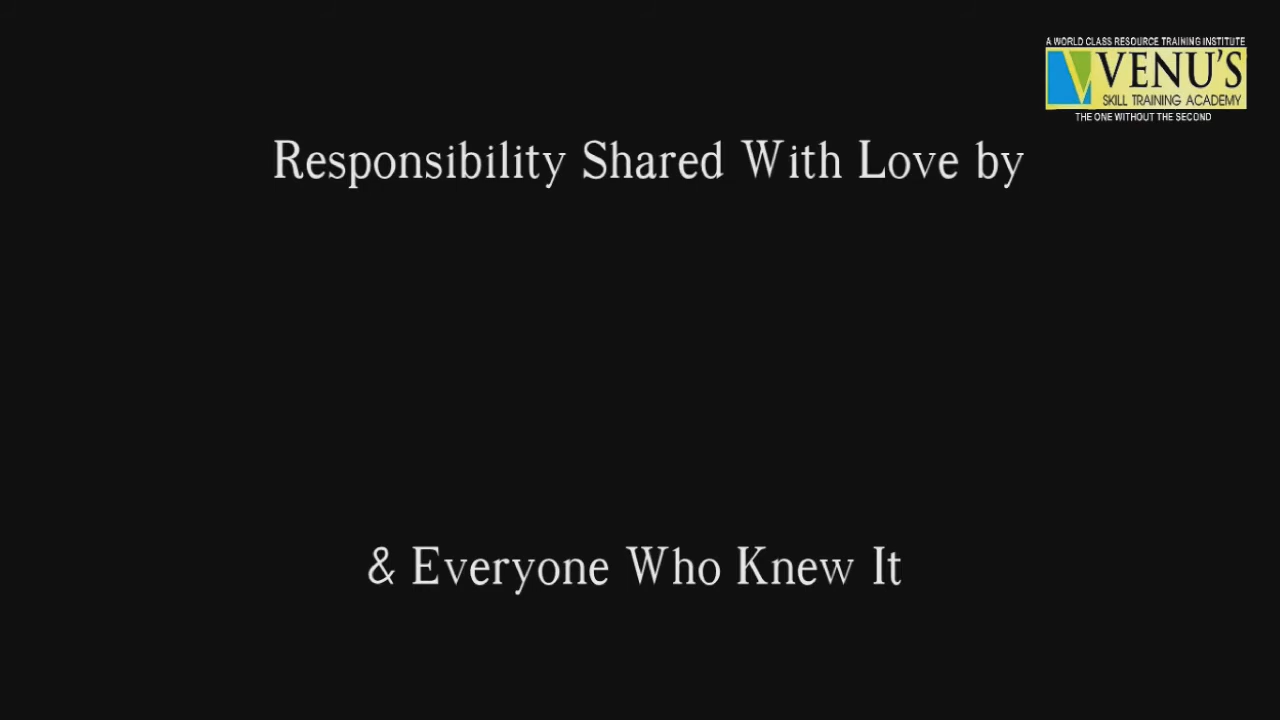 A WORLD CLASS RESOURCE TRAINING INSTITUTE
VENU'S
SKILL TRAINING ACADEMY
THE ONE WITHOUT THE SECOND
Responsibility Shared With Love by
& Everyone Who Knew It